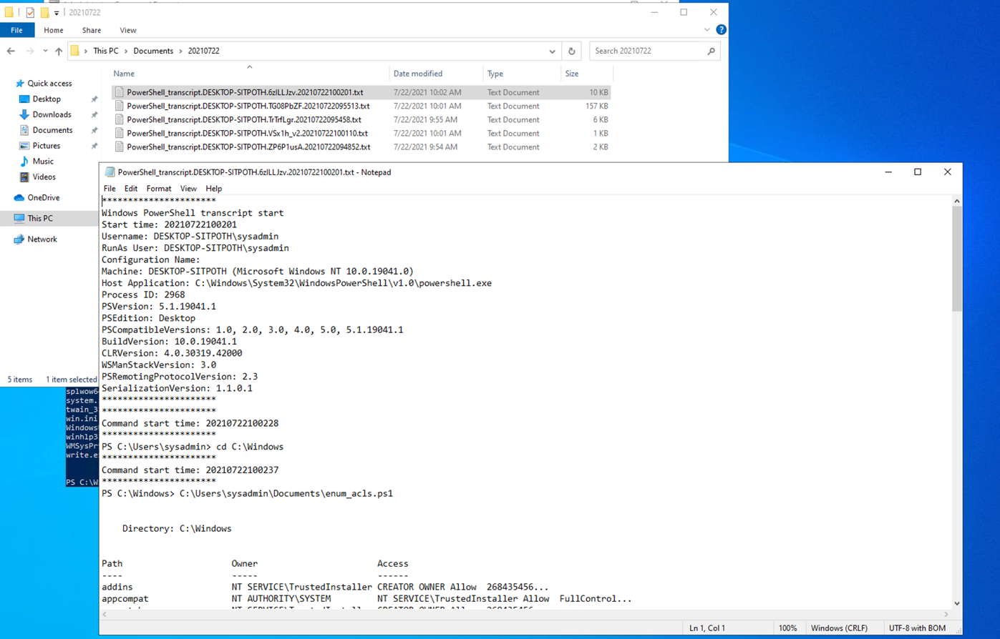 20210722
File Home Share View
This PC > Documents > 20210722
Search 20210722
Name Date modified Type Size
PowerShell_transcript.DESKTOP-SITPOTH.6zILLJzv.20210722100201.txt 7/22/2021 10:02 AM Text Document 10 KB
PowerShell_transcript.DESKTOP-SITPOTH.TG08PbZF.20210722095513.txt 7/22/2021 10:01 AM Text Document 157 KB
PowerShell_transcript.DESKTOP-SITPOTH.TrTrfLgr.20210722095458.txt 7/22/2021 9:55 AM Text Document 6 KB
PowerShell_transcript.DESKTOP-SITPOTH.VSx1h_v2.20210722100110.txt 7/22/2021 10:01 AM Text Document 1 KB
PowerShell_transcript.DESKTOP-SITPOTH.ZP6P1usA.20210722094852.txt 7/22/2021 9:54 AM Text Document 2 KB
Quick access
Desktop
Downloads
Documents
Pictures
Music
Videos
OneDrive
This PC
Network
5 items 1 item selected
splwow6
system.
twain_3
win.ini
Windows
winhlp3
WMSysPr
write.e
PS C:\W
PowerShell_transcript.DESKTOP-SITPOTH.6zILLJzv.20210722100201.txt - Notepad
File Edit Format View Help
**********************
Windows PowerShell transcript start
Start time: 20210722100201
Username: DESKTOP-SITPOTH\sysadmin
RunAs User: DESKTOP-SITPOTH\sysadmin
Configuration Name:
Machine: DESKTOP-SITPOTH (Microsoft Windows NT 10.0.19041.0)
Host Application: C:\Windows\System32\WindowsPowerShell\v1.0\powershell.exe
Process ID: 2968
PSVersion: 5.1.19041.1
PSEdition: Desktop
PSCompatibleVersions: 1.0, 2.0, 3.0, 4.0, 5.0, 5.1.19041.1
BuildVersion: 10.0.19041.1
CLRVersion: 4.0.30319.42000
WSManStackVersion: 3.0
PSRemotingProtocolVersion: 2.3
SerializationVersion: 1.1.0.1
**********************
**********************
Command start time: 20210722100228
**********************
PS C:\Users\sysadmin> cd C:\Windows
**********************
Command start time: 20210722100237
**********************
PS C:\Windows> C:\Users\sysadmin\Documents\enum_acls.ps1
Directory: C:\Windows
Path Owner Access
---- ----- ------
addins NT SERVICE\TrustedInstaller CREATOR OWNER Allow 268435456...
appcompat NT AUTHORITY\SYSTEM NT SERVICE\TrustedInstaller Allow FullControl...
Ln 1, Col 1 100% Windows (CRLF) UTF-8 with BOM